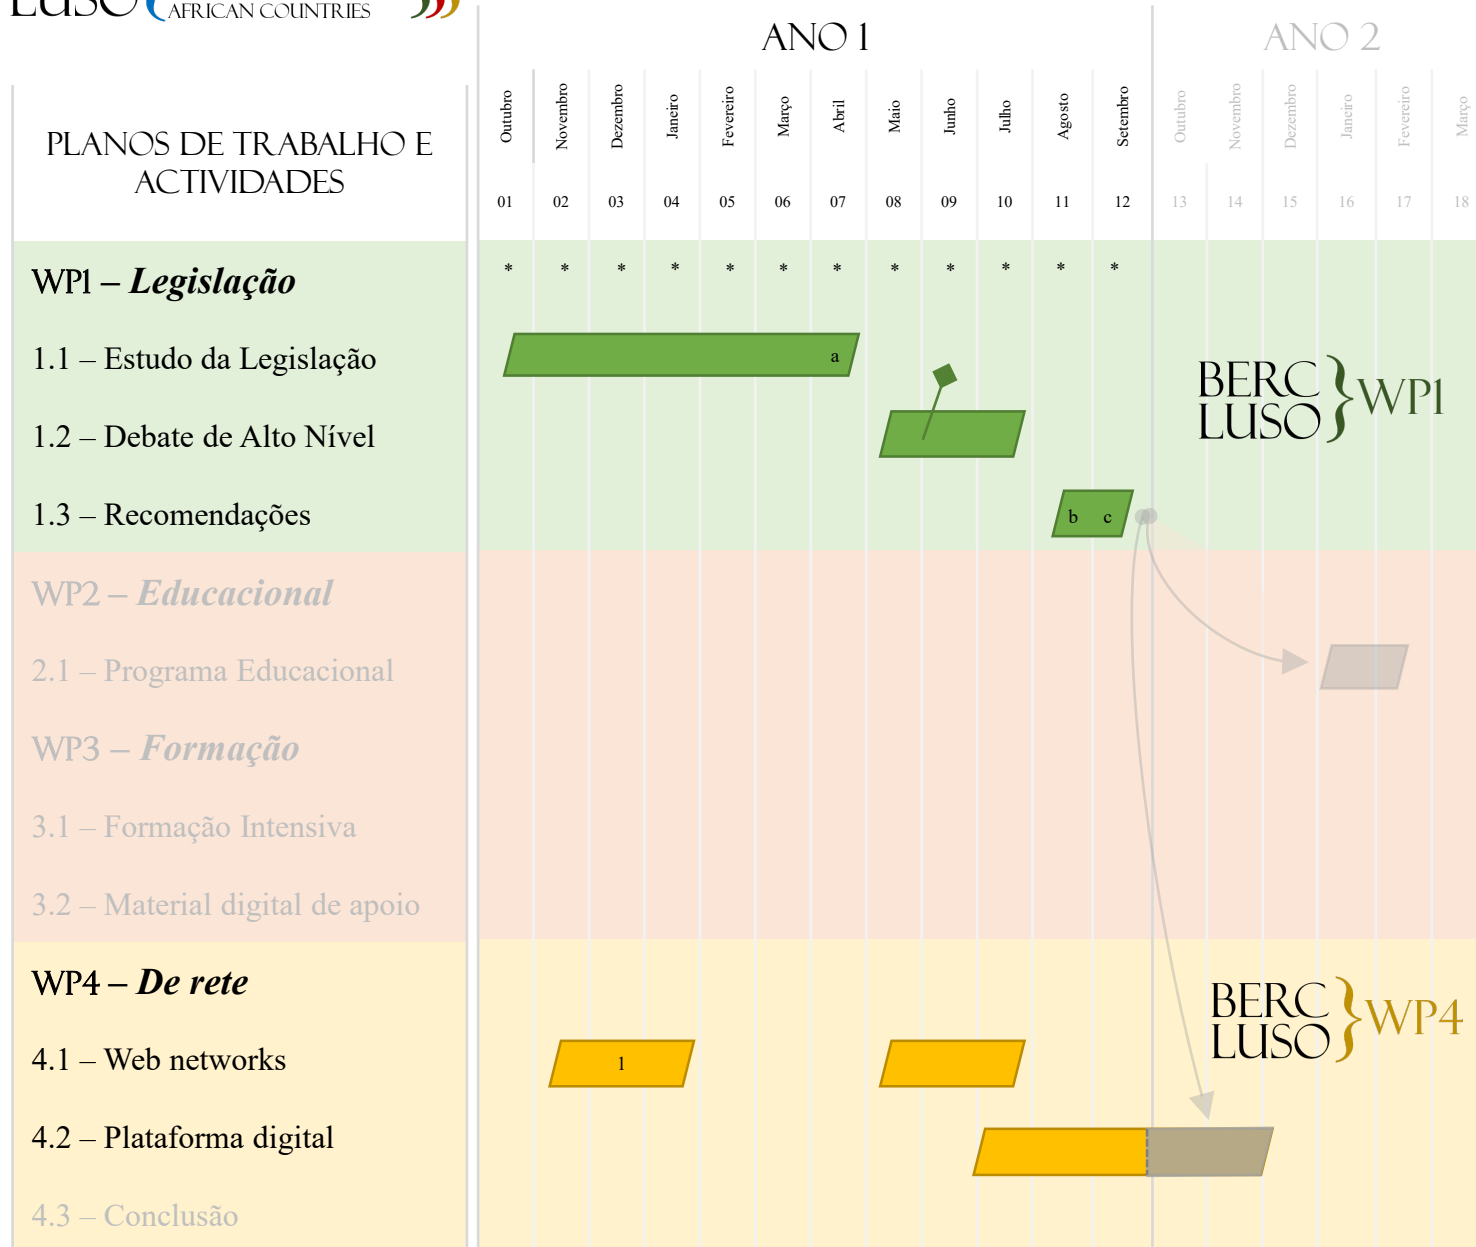 LUSO
AFRICAN COUNTRIES
ANO 1
ANO 2
PLANOS DE TRABALHO E
ACTIVIDADES
Outubro Novembro Dezembro Janeiro Fevereiro Março Abril Maio Junho Julho Agosto Setembro Outubro Novembro Dezembro Janeiro Fevereiro Março
01 02 03 04 05 06 07 08 09 10 11 12 13 14 15 16 17 18
WP1 – Legislação * * * * * * * * * * * *
1.1 – Estudo da Legislação a
1.2 – Debate de Alto Nível
BERC
LUSO
WP1
1.3 – Recomendações b c
WP2 – Educacional
2.1 – Programa Educacional
WP3 – Formação
3.1 – Formação Intensiva
3.2 – Material digital de apoio
WP4 – De rete
BERC
LUSO
WP4
4.1 – Web networks 1
4.2 – Plataforma digital
4.3 – Conclusão